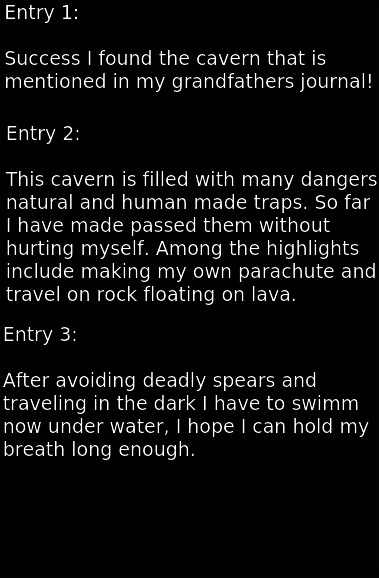 Entry 1:
Success I found the cavern that is
mentioned in my grandfathers journal!
Entry 2:
This cavern is filled with many dangers
natural and human made traps. So far
I have made passed them without
hurting myself. Among the highlights
include making my own parachute and
travel on rock floating on lava.
Entry 3:
After avoiding deadly spears and
traveling in the dark I have to swimm
now under water, I hope I can hold my
breath long enough.